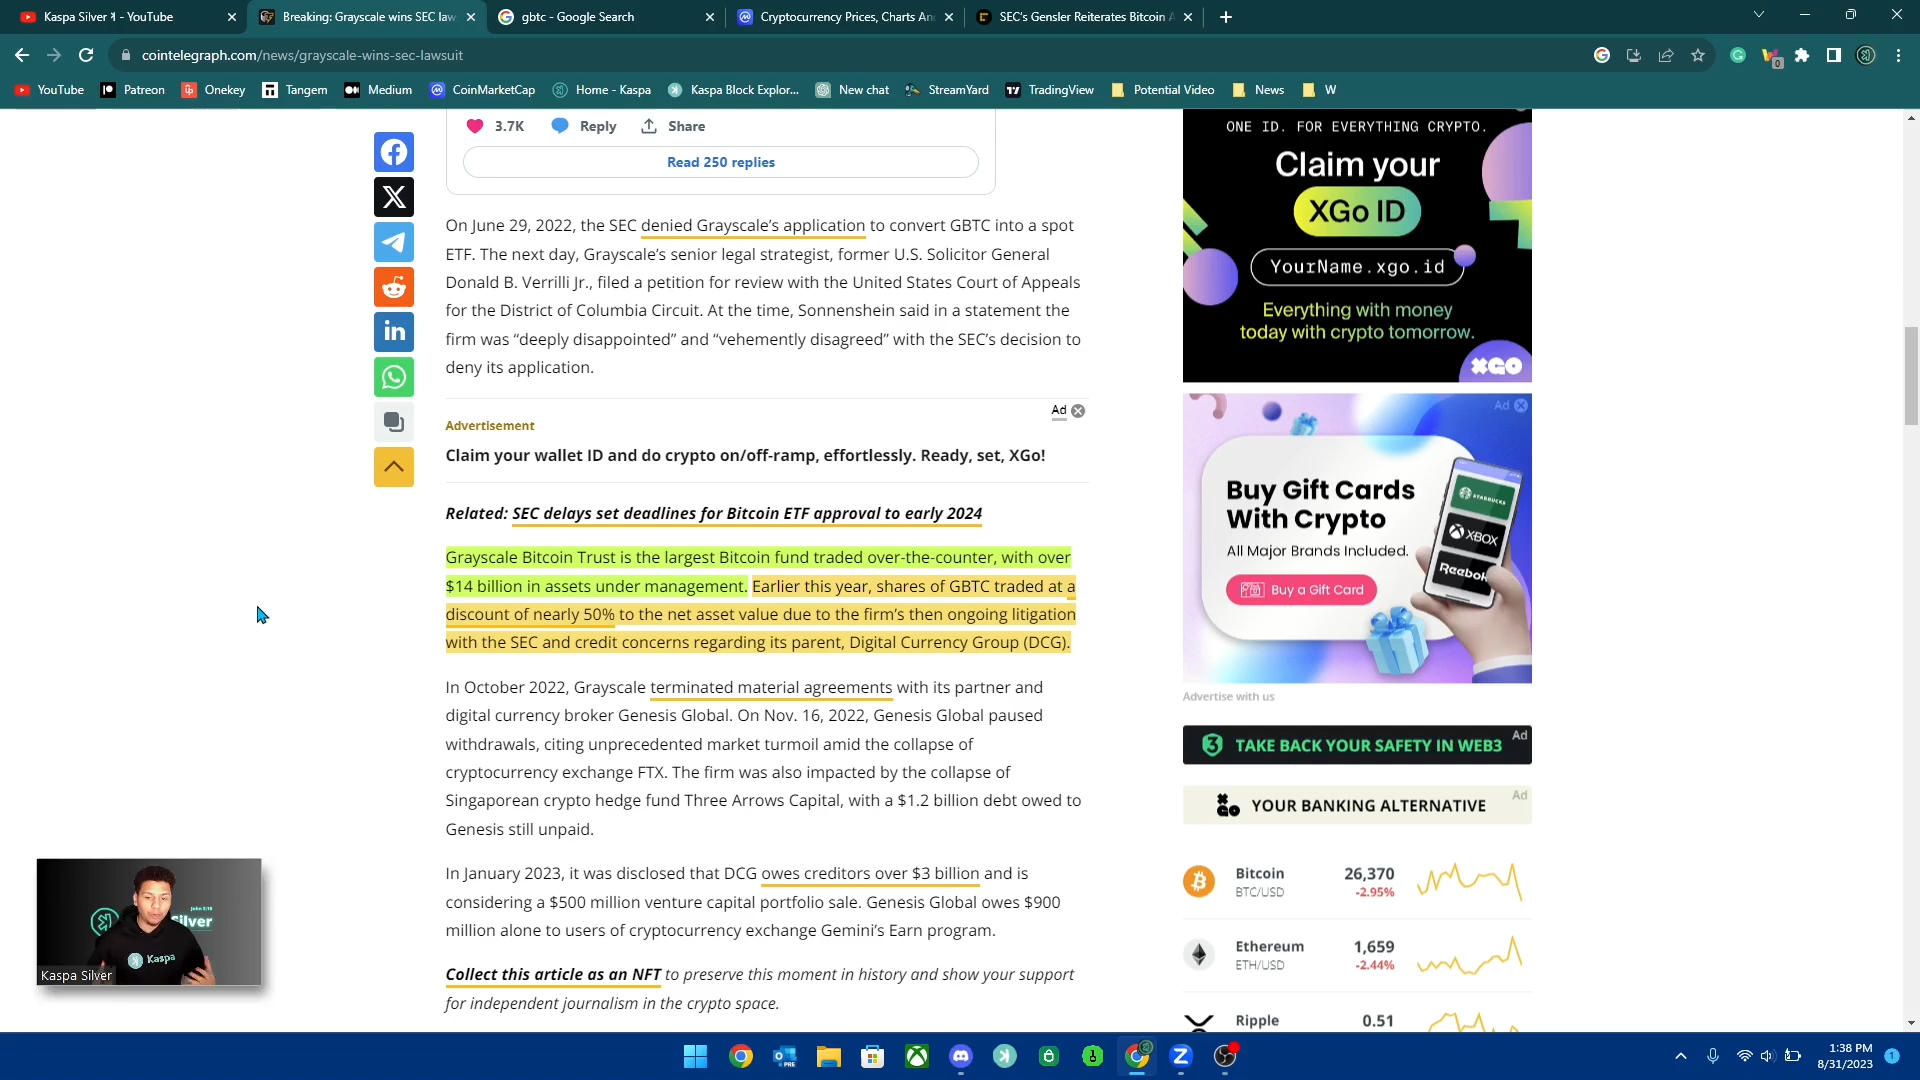 Kaspa Silver - YouTube
Breaking: Grayscale wins SEC law
gbtc - Google Search
Cryptocurrency Prices, Charts An
SEC's Gensler Reiterates Bitcoin A
cointelegraph.com/news/grayscale-wins-sec-lawsuit
YouTube Patreon Onekey Tangem Medium CoinMarketCap Home - Kaspa Kaspa Block Explor... New chat StreamYard TradingView Potential Video News W
3.7K Reply Share
Read 250 replies
On June 29, 2022, the SEC denied Grayscale's application to convert GBTC into a spot
ETF. The next day, Grayscale's senior legal strategist, former U.S. Solicitor General
Donald B. Verrilli Jr., filed a petition for review with the United States Court of Appeals
for the District of Columbia Circuit. At the time, Sonnenshein said in a statement the
firm was “deeply disappointed” and “vehemently disagreed” with the SEC's decision to
deny its application.
Ad
Advertisement
Claim your wallet ID and do crypto on/off-ramp, effortlessly. Ready, set, XGo!
Related: SEC delays set deadlines for Bitcoin ETF approval to early 2024
Grayscale Bitcoin Trust is the largest Bitcoin fund traded over-the-counter, with over
$14 billion in assets under management. Earlier this year, shares of GBTC traded at a
discount of nearly 50% to the net asset value due to the firm's then ongoing litigation
with the SEC and credit concerns regarding its parent, Digital Currency Group (DCG).
In October 2022, Grayscale terminated material agreements with its partner and
digital currency broker Genesis Global. On Nov. 16, 2022, Genesis Global paused
withdrawals, citing unprecedented market turmoil amid the collapse of
cryptocurrency exchange FTX. The firm was also impacted by the collapse of
Singaporean crypto hedge fund Three Arrows Capital, with a $1.2 billion debt owed to
Genesis still unpaid.
In January 2023, it was disclosed that DCG owes creditors over $3 billion and is
considering a $500 million venture capital portfolio sale. Genesis Global owes $900
million alone to users of cryptocurrency exchange Gemini's Earn program.
Collect this article as an NFT to preserve this moment in history and show your support
for independent journalism in the crypto space.
ONE ID. FOR EVERYTHING CRYPTO.
Claim your
XGo ID
YourName.xgo.id
Everything with money
today with crypto tomorrow.
XGO
Ad
Buy Gift Cards
With Crypto
All Major Brands Included.
Buy a Gift Card
STARBUCKS
XBOX
Reebok
Advertise with us
TAKE BACK YOUR SAFETY IN WEB3
Ad
YOUR BANKING ALTERNATIVE
Ad
Bitcoin 26,370
BTC/USD -2.95%
Ethereum 1,659
ETH/USD -2.44%
Ripple 0.51
John 3:16
Silver
Kaspa
Kaspa Silver
1:38 PM
8/31/2023
1